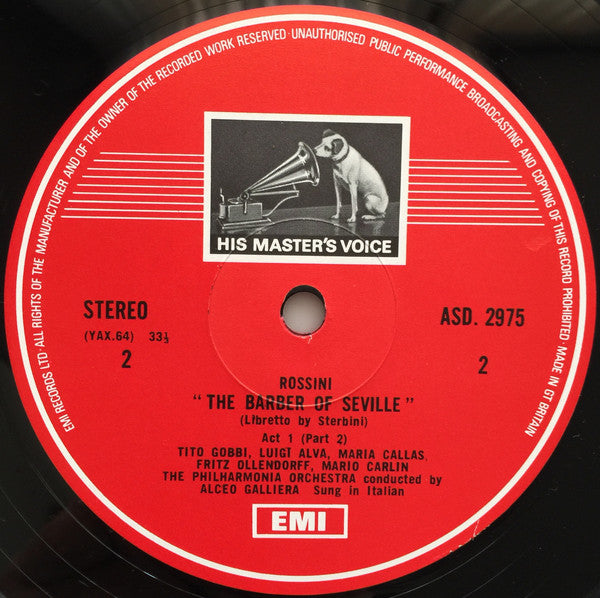 EMI RECORDS LTD · ALL RIGHTS OF THE MANUFACTURER AND OF THE OWNER OF THE RECORDED WORK RESERVED · UNAUTHORISED PUBLIC PERFORMANCE BROADCASTING AND COPYING OF THIS RECORD PROHIBITED · MADE IN GT BRITAIN
HIS MASTER'S VOICE
STEREO
ASD. 2975
(YAX.64) 33⅓
2
2
ROSSINI
"THE BARBER OF SEVILLE"
(Libretto by Sterbini)
Act 1 (Part 2)
TITO GOBBI, LUIGI ALVA, MARIA CALLAS,
FRITZ OLLENDORFF, MARIO CARLIN
THE PHILHARMONIA ORCHESTRA conducted by
ALCEO GALLIERA Sung in Italian
EMI